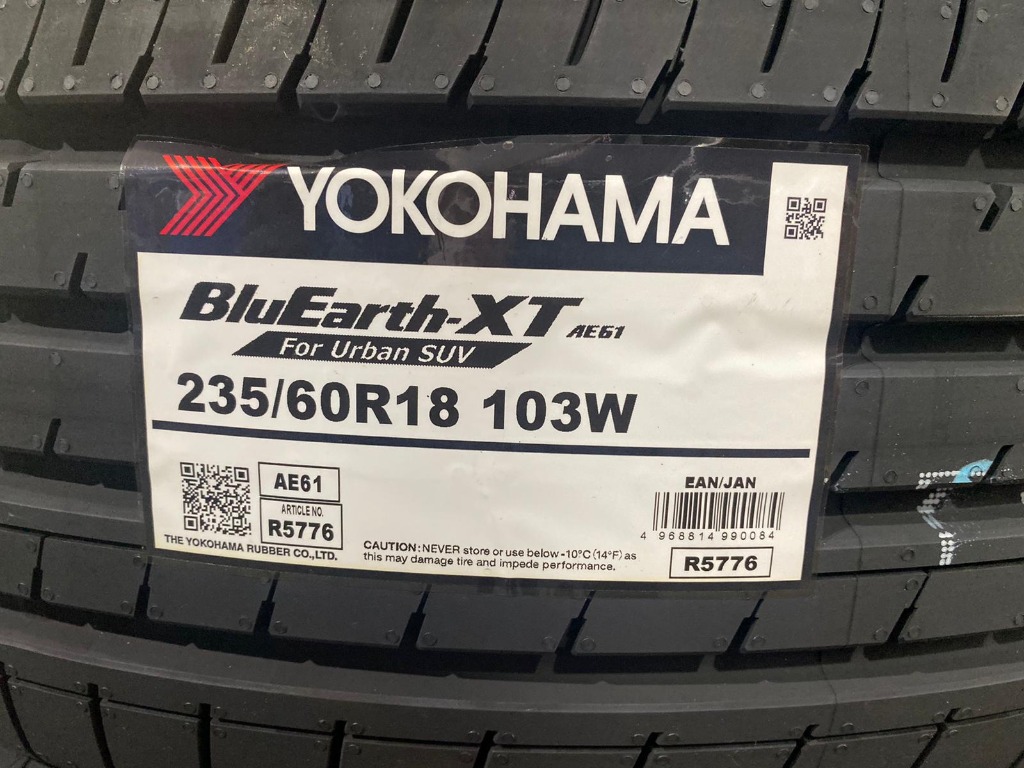 YOKOHAMA
BluEarth-XT AE61
For Urban SUV
235/60R18 103W
AE61
ARTICLE NO.
R5776
THE YOKOHAMA RUBBER CO.,LTD.
CAUTION: NEVER store or use below -10°C (14°F) as
this may damage tire and impede performance.
EAN/JAN
4 968814 990084
R5776